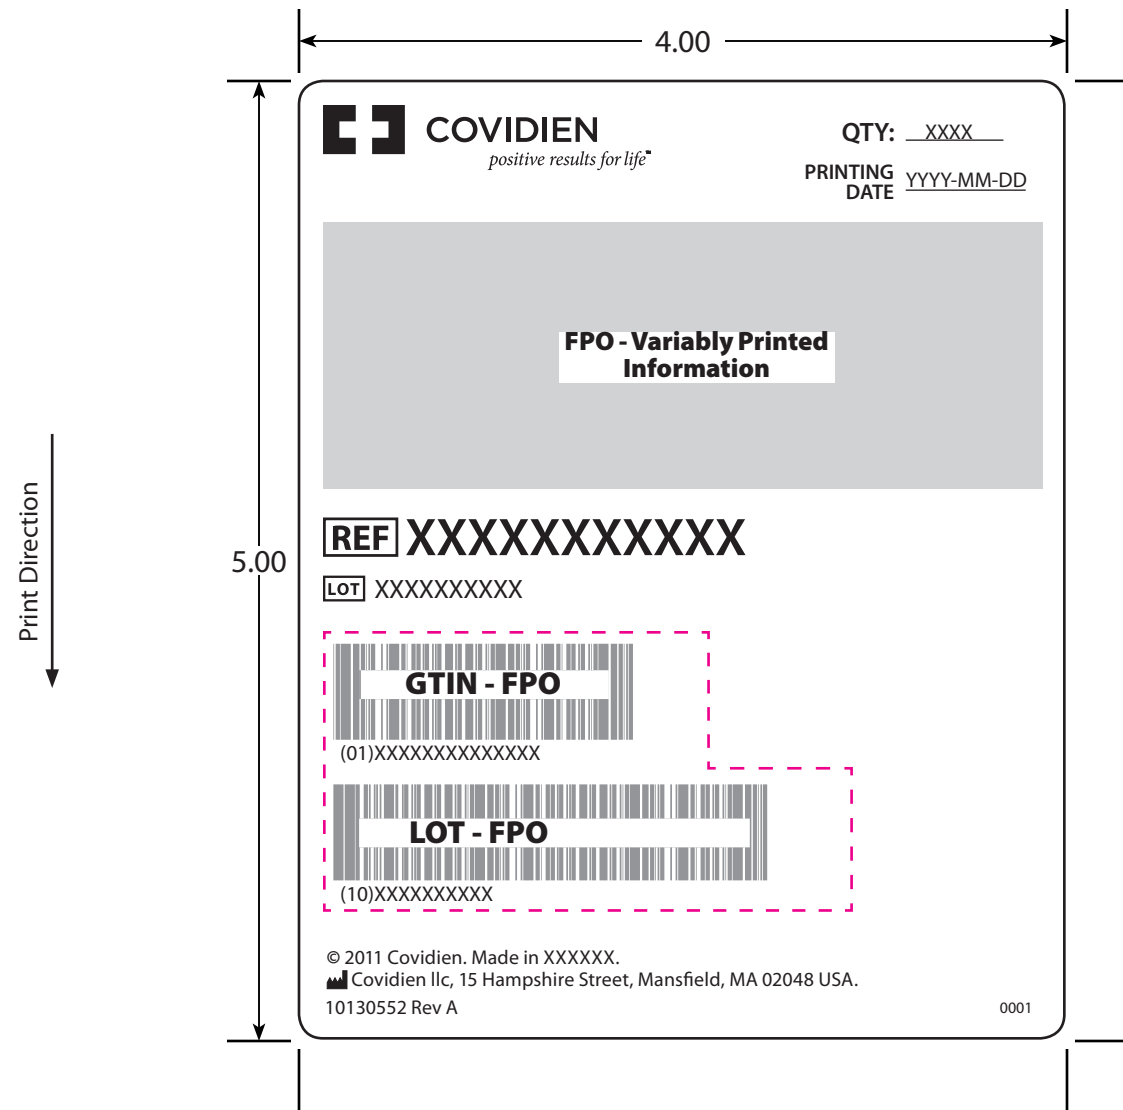 4.00
COVIDIEN
positive results for life™
QTY: XXXX
PRINTING DATE YYYY-MM-DD
FPO - Variably Printed
Information
Print Direction
5.00
REF XXXXXXXXXXX
LOT XXXXXXXXXX
GTIN - FPO
(01)XXXXXXXXXXXXXX
LOT - FPO
(10)XXXXXXXXXX
© 2011 Covidien. Made in XXXXXX.
Covidien llc, 15 Hampshire Street, Mansfield, MA 02048 USA.
10130552 Rev A
0001